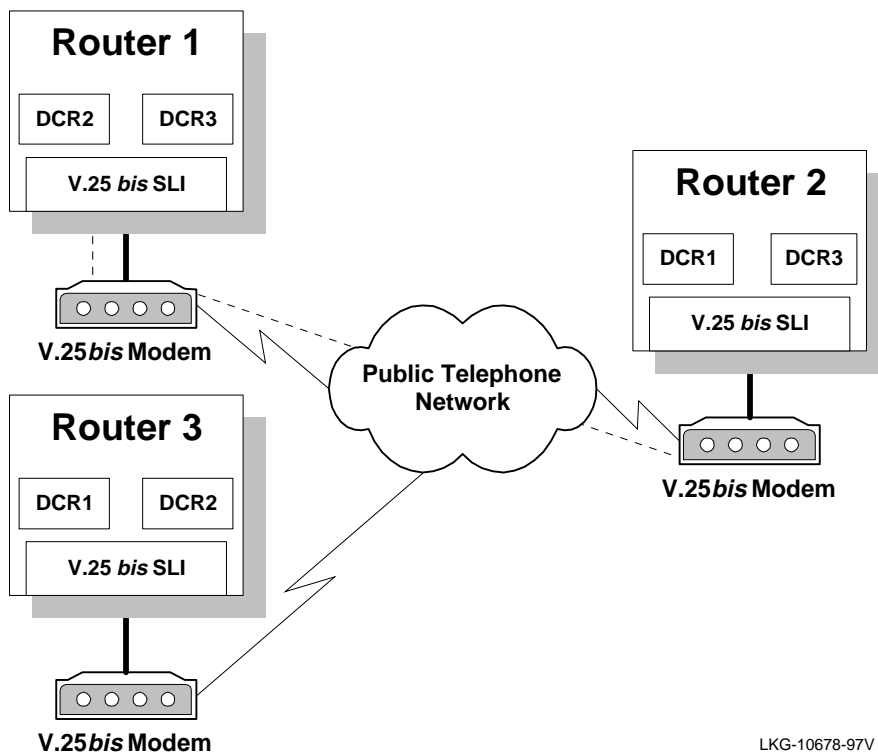 Router 1
DCR2 DCR3
V.25 bis SLI
V.25bis Modem
Router 2
DCR1 DCR3
V.25 bis SLI
V.25bis Modem
Public Telephone
Network
Router 3
DCR1 DCR2
V.25 bis SLI
V.25bis Modem
LKG-10678-97V